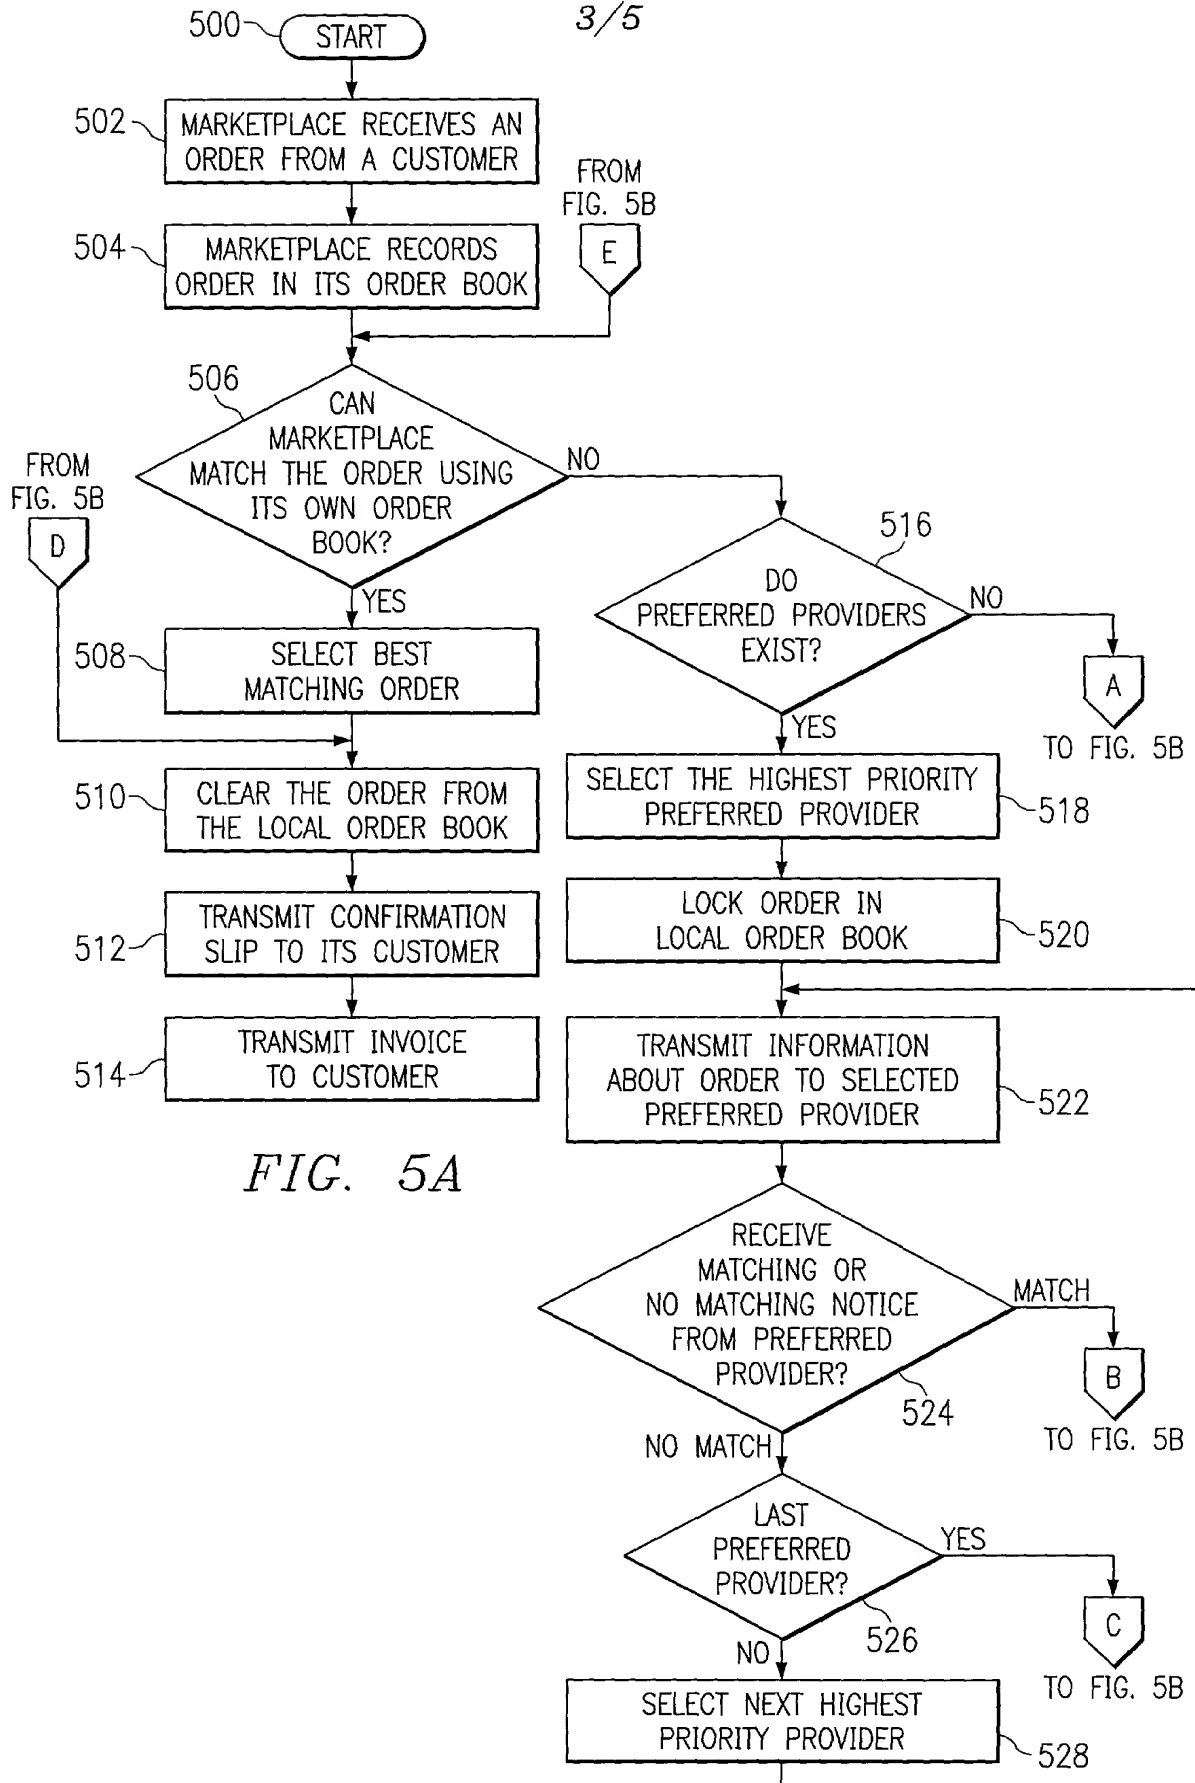 3/5
500
START
502
MARKETPLACE RECEIVES AN
ORDER FROM A CUSTOMER
FROM
FIG. 5B
E
504
MARKETPLACE RECORDS
ORDER IN ITS ORDER BOOK
506
CAN
MARKETPLACE
MATCH THE ORDER USING
ITS OWN ORDER
BOOK?
NO
YES
FROM
FIG. 5B
D
508
SELECT BEST
MATCHING ORDER
510
CLEAR THE ORDER FROM
THE LOCAL ORDER BOOK
512
TRANSMIT CONFIRMATION
SLIP TO ITS CUSTOMER
514
TRANSMIT INVOICE
TO CUSTOMER
FIG. 5A
516
DO
PREFERRED PROVIDERS
EXIST?
NO
A
TO FIG. 5B
YES
SELECT THE HIGHEST PRIORITY
PREFERRED PROVIDER
518
LOCK ORDER IN
LOCAL ORDER BOOK
520
TRANSMIT INFORMATION
ABOUT ORDER TO SELECTED
PREFERRED PROVIDER
522
RECEIVE
MATCHING OR
NO MATCHING NOTICE
FROM PREFERRED
PROVIDER?
524
MATCH
B
TO FIG. 5B
NO MATCH
LAST
PREFERRED
PROVIDER?
526
YES
C
TO FIG. 5B
NO
SELECT NEXT HIGHEST
PRIORITY PROVIDER
528